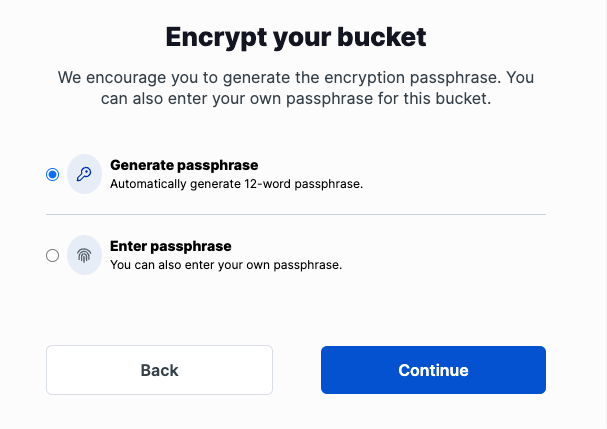 Encrypt your bucket
We encourage you to generate the encryption passphrase. You
can also enter your own passphrase for this bucket.
Generate passphrase
Automatically generate 12-word passphrase.
Enter passphrase
You can also enter your own passphrase.
Back
Continue